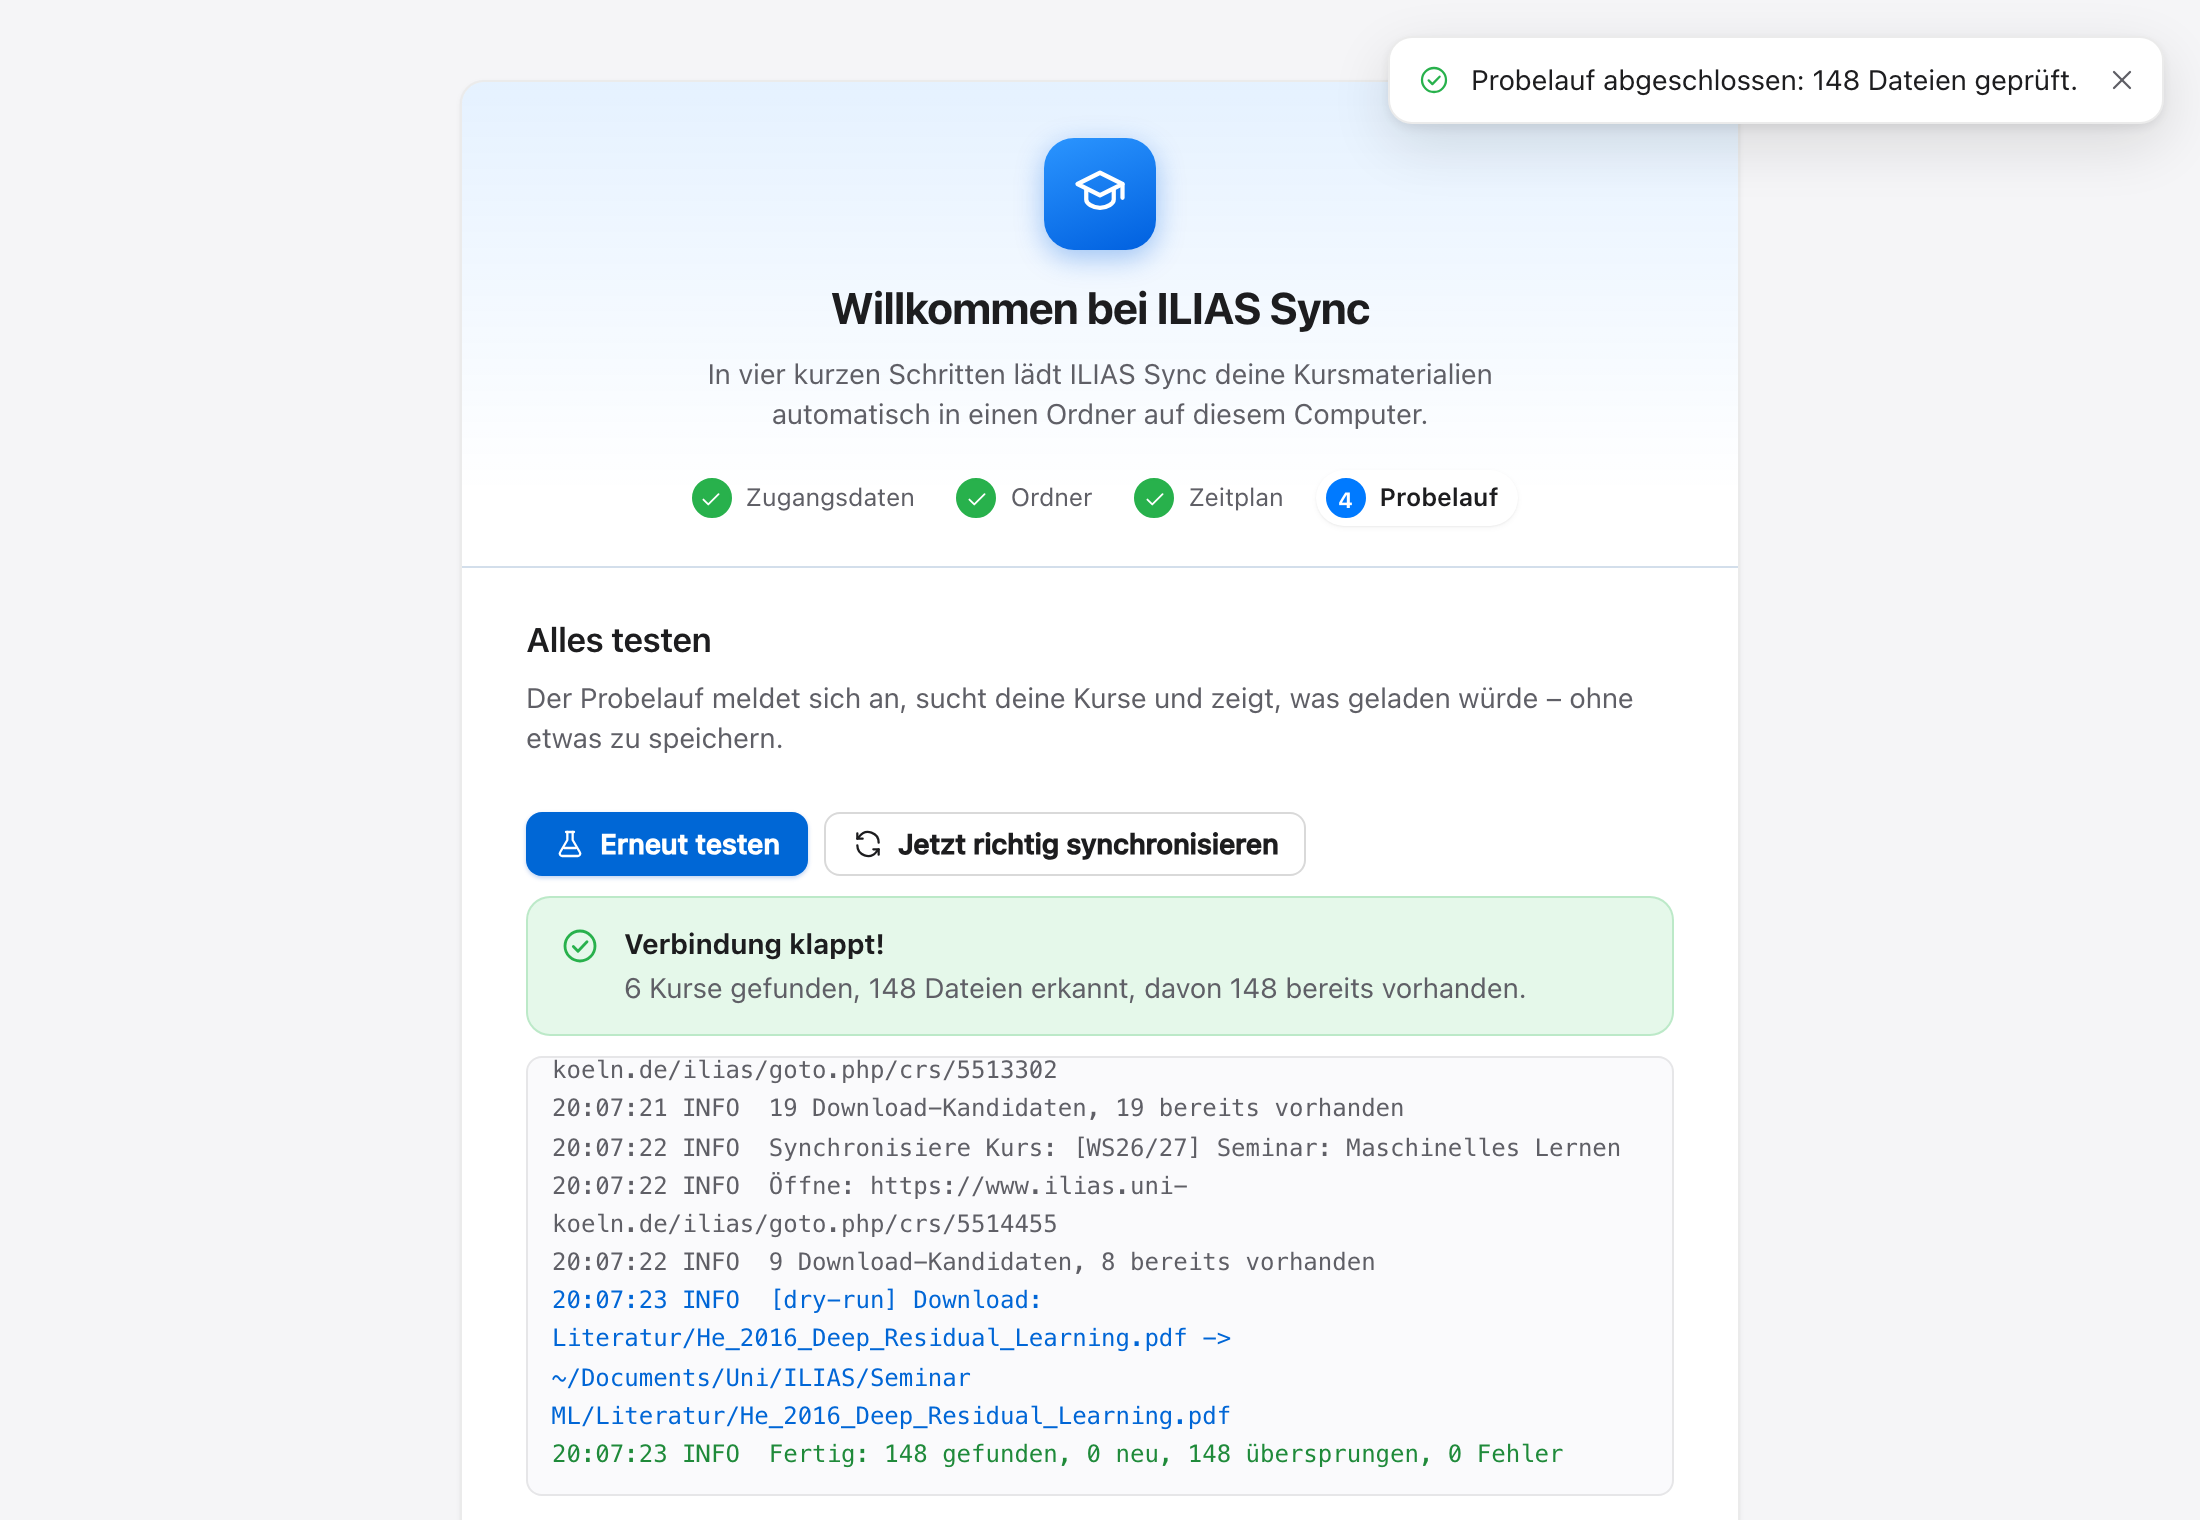 Probelauf abgeschlossen: 148 Dateien geprüft.
Willkommen bei ILIAS Sync
In vier kurzen Schritten lädt ILIAS Sync deine Kursmaterialien
automatisch in einen Ordner auf diesem Computer.
Zugangsdaten
Ordner
Zeitplan
4 Probelauf
Alles testen
Der Probelauf meldet sich an, sucht deine Kurse und zeigt, was geladen würde – ohne
etwas zu speichern.
Erneut testen
Jetzt richtig synchronisieren
Verbindung klappt!
6 Kurse gefunden, 148 Dateien erkannt, davon 148 bereits vorhanden.
koeln.de/ilias/goto.php/crs/5513302
20:07:21 INFO  19 Download-Kandidaten, 19 bereits vorhanden
20:07:22 INFO  Synchronisiere Kurs: [WS26/27] Seminar: Maschinelles Lernen
20:07:22 INFO  Öffne: https://www.ilias.uni-
koeln.de/ilias/goto.php/crs/5514455
20:07:22 INFO  9 Download-Kandidaten, 8 bereits vorhanden
20:07:23 INFO  [dry-run] Download:
Literatur/He_2016_Deep_Residual_Learning.pdf ->
~/Documents/Uni/ILIAS/Seminar
ML/Literatur/He_2016_Deep_Residual_Learning.pdf
20:07:23 INFO  Fertig: 148 gefunden, 0 neu, 148 übersprungen, 0 Fehler